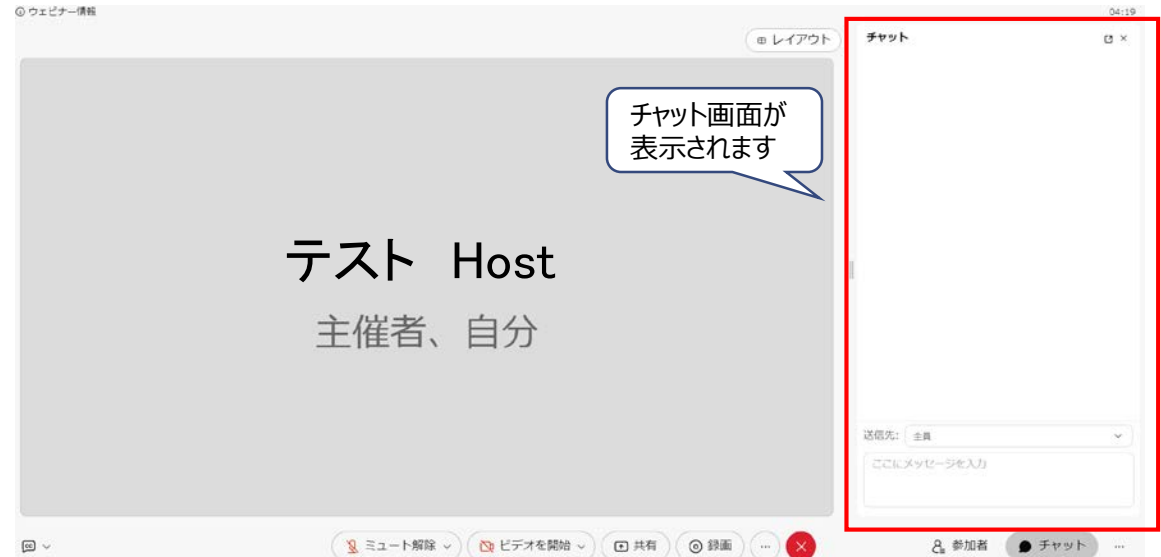 ウェビナー情報
04:19
レイアウト
チャット
チャット画面が
表示されます
テスト　Host
主催者、自分
送信先: 全員
ここにメッセージを入力
ミュート解除
ビデオを開始
共有
録画
参加者
チャット